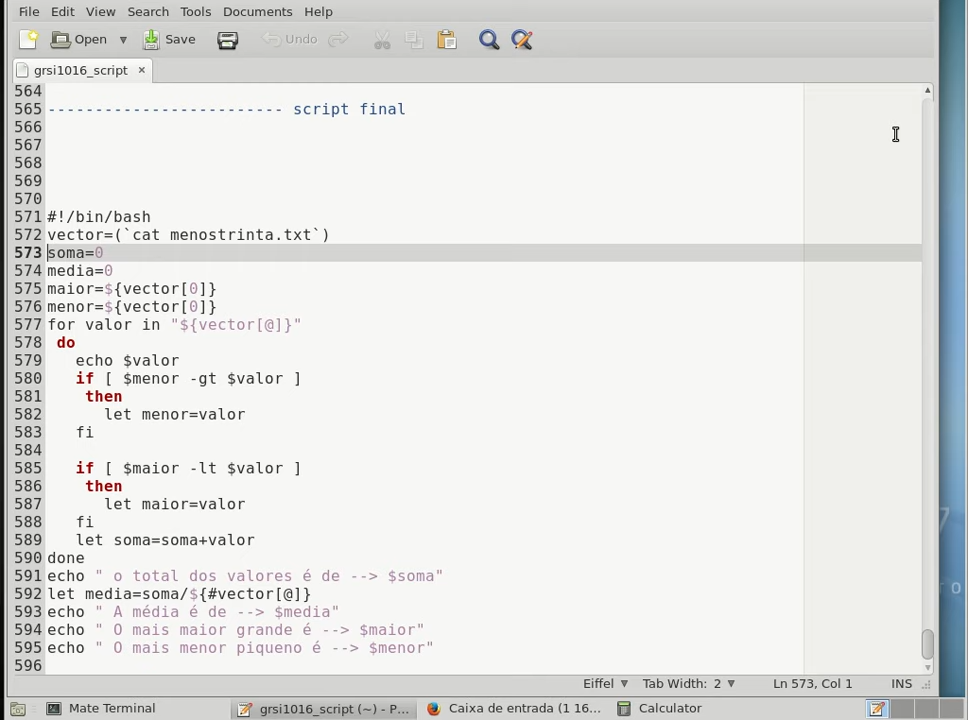 File Edit View Search Tools Documents Help
Open Save Undo
grsi1016_script ×
564
565 ------------------------- script final
566
567
568
569
570
571 #!/bin/bash
572 vector=(`cat menostrinta.txt`)
573 soma=0
574 media=0
575 maior=${vector[0]}
576 menor=${vector[0]}
577 for valor in "${vector[@]}"
578 do
579 echo $valor
580 if [ $menor -gt $valor ]
581 then
582 let menor=valor
583 fi
584
585 if [ $maior -lt $valor ]
586 then
587 let maior=valor
588 fi
589 let soma=soma+valor
590 done
591 echo " o total dos valores é de --> $soma"
592 let media=soma/${#vector[@]}
593 echo " A média é de --> $media"
594 echo " O mais maior grande é --> $maior"
595 echo " O mais menor piqueno é --> $menor"
596
Eiffel Tab Width: 2 Ln 573, Col 1 INS
Mate Terminal grsi1016_script (~) - P... Caixa de entrada (1 16... Calculator